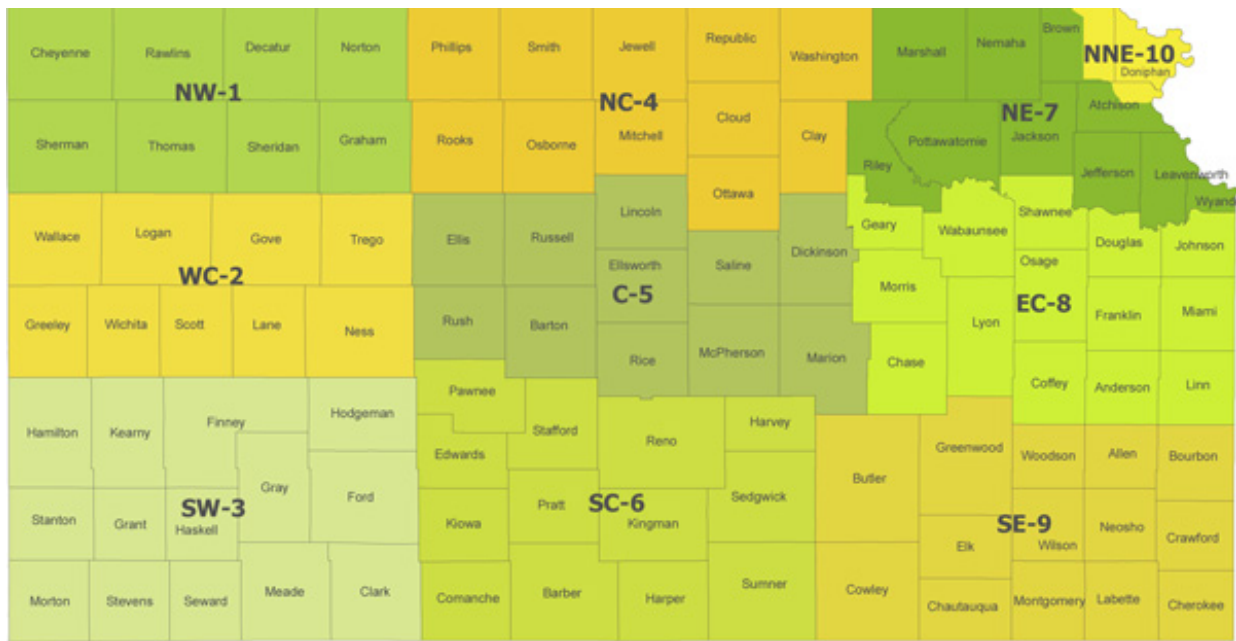 Cheyenne
Rawlins
Decatur
Norton
NW-1
Sherman
Thomas
Sheridan
Graham
Phillips
Smith
Jewell
Republic
Washington
NC-4
Rooks
Osborne
Mitchell
Cloud
Clay
Ottawa
Marshall
Nemaha
Brown
NNE-10
Doniphan
NE-7
Atchison
Riley
Pottawatomie
Jackson
Jefferson
Leavenworth
Wyand
Wallace
Logan
Gove
Trego
WC-2
Greeley
Wichita
Scott
Lane
Ness
Ellis
Russell
Lincoln
Ellsworth
Saline
Dickinson
C-5
Rush
Barton
Rice
McPherson
Marion
Geary
Wabaunsee
Shawnee
Douglas
Johnson
Osage
EC-8
Morris
Lyon
Franklin
Miami
Chase
Coffey
Anderson
Linn
Hamilton
Kearny
Finney
Hodgeman
Gray
Ford
SW-3
Stanton
Grant
Haskell
Morton
Stevens
Seward
Meade
Clark
Pawnee
Stafford
Reno
Harvey
Edwards
Sedgwick
SC-6
Kiowa
Pratt
Kingman
Comanche
Barber
Harper
Sumner
Butler
Greenwood
Woodson
Allen
Bourbon
SE-9
Elk
Wilson
Neosho
Crawford
Cowley
Chautauqua
Montgomery
Labette
Cherokee